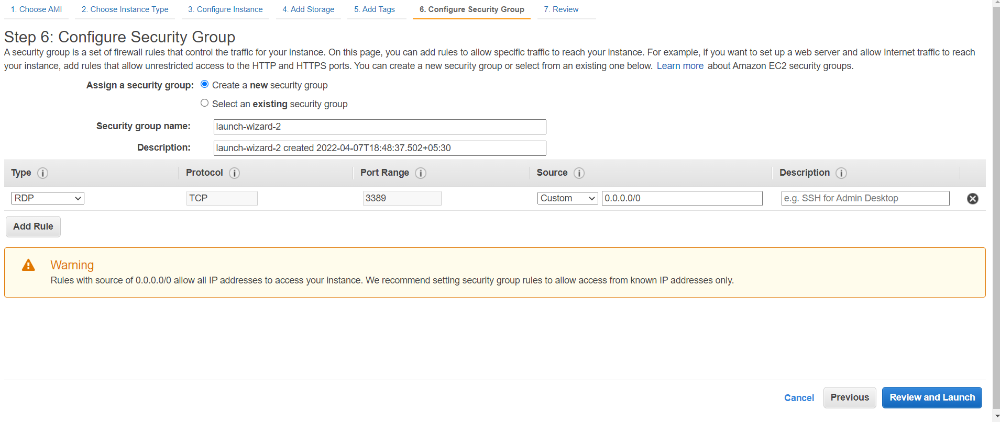 1. Choose AMI 2. Choose Instance Type 3. Configure Instance 4. Add Storage 5. Add Tags 6. Configure Security Group 7. Review
Step 6: Configure Security Group
A security group is a set of firewall rules that control the traffic for your instance. On this page, you can add rules to allow specific traffic to reach your instance. For example, if you want to set up a web server and allow Internet traffic to reach
your instance, add rules that allow unrestricted access to the HTTP and HTTPS ports. You can create a new security group or select from an existing one below. Learn more about Amazon EC2 security groups.
Assign a security group: Create a new security group
Select an existing security group
Security group name: launch-wizard-2
Description: launch-wizard-2 created 2022-04-07T18:48:37.502+05:30
Type i Protocol i Port Range i Source i Description i
RDP TCP 3389 Custom 0.0.0.0/0 e.g. SSH for Admin Desktop
Add Rule
Warning
Rules with source of 0.0.0.0/0 allow all IP addresses to access your instance. We recommend setting security group rules to allow access from known IP addresses only.
Cancel Previous Review and Launch